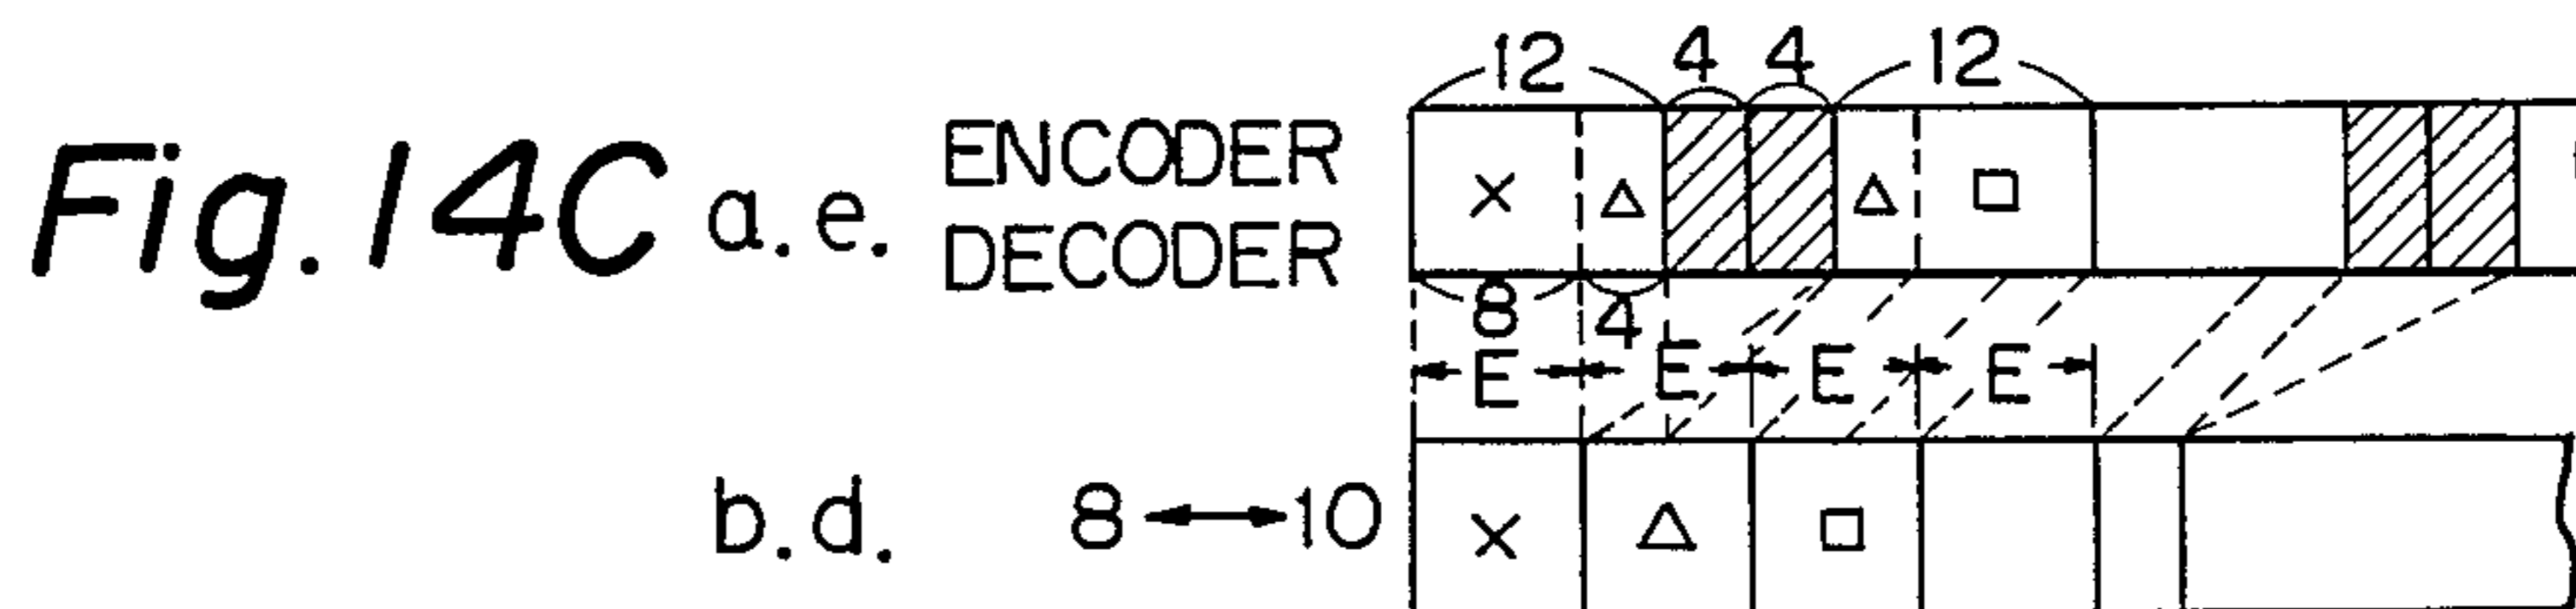 12 4 4 12
Fig. 14C a.e. ENCODER
DECODER
× △ △ □
8 4
E E E E
b.d. 8 ↔ 10 × △ □